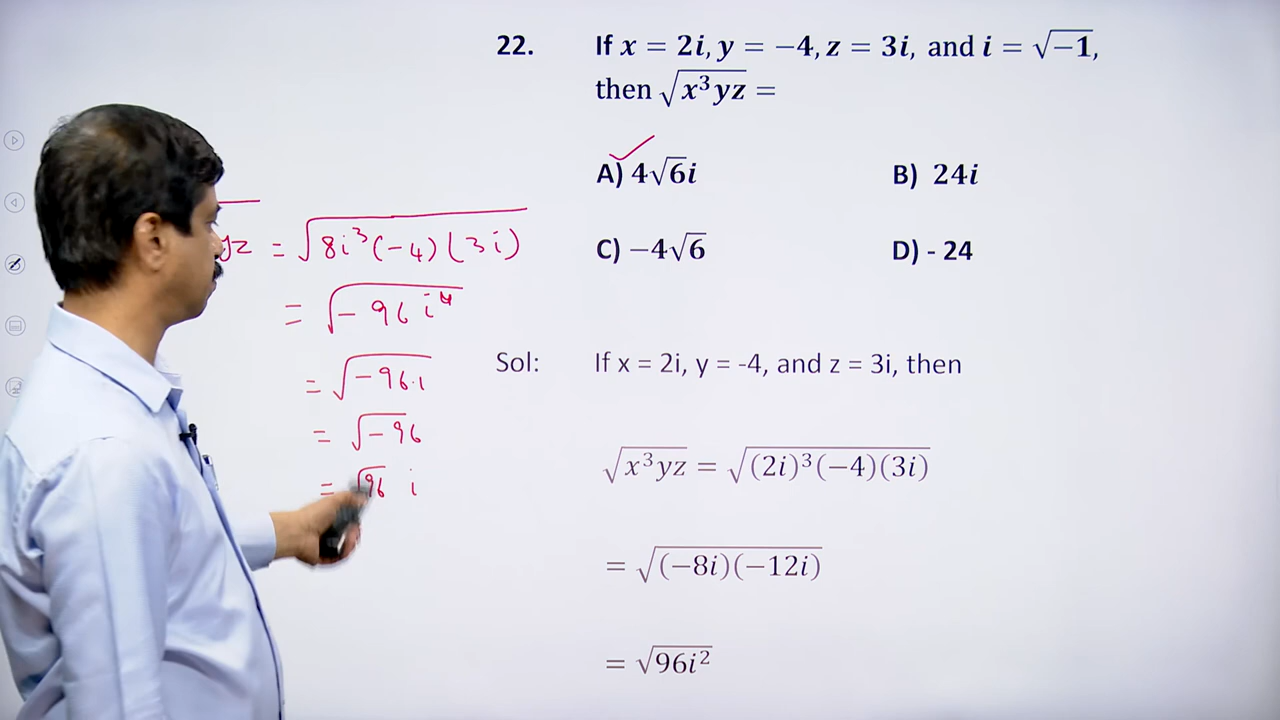 22. If x = 2i, y = −4, z = 3i, and i = √−1,
then √x³yz =
A) 4√6i
B) 24i
C) −4√6
D) - 24
yz = √8i³(−4)(3i)
= √−96 i⁴
= √−96.1
= √−96
= √96 i
Sol: If x = 2i, y = -4, and z = 3i, then
√x³yz = √(2i)³(−4)(3i)
= √(−8i)(−12i)
= √96i²